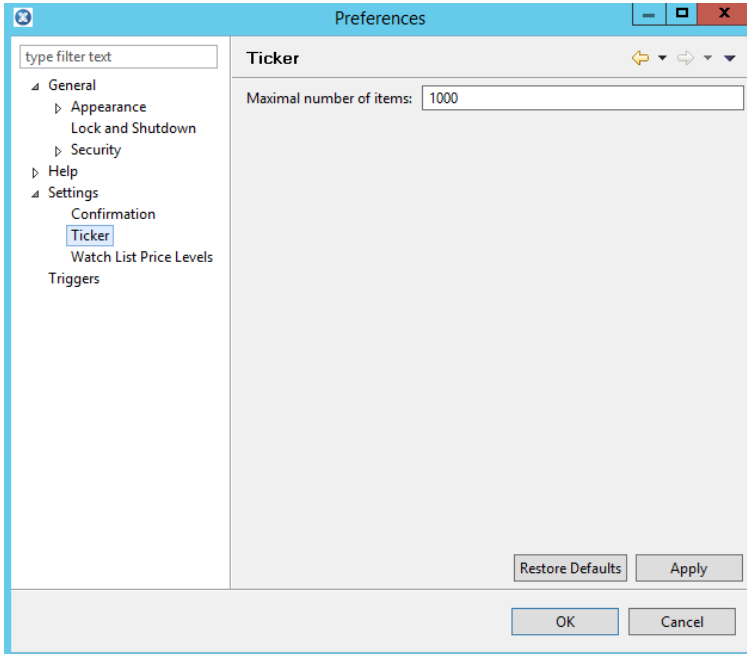 Preferences
type filter text
Ticker
General
Maximal number of items: 1000
Appearance
Lock and Shutdown
Security
Help
Settings
Confirmation
Ticker
Watch List Price Levels
Triggers
Restore Defaults
Apply
OK
Cancel